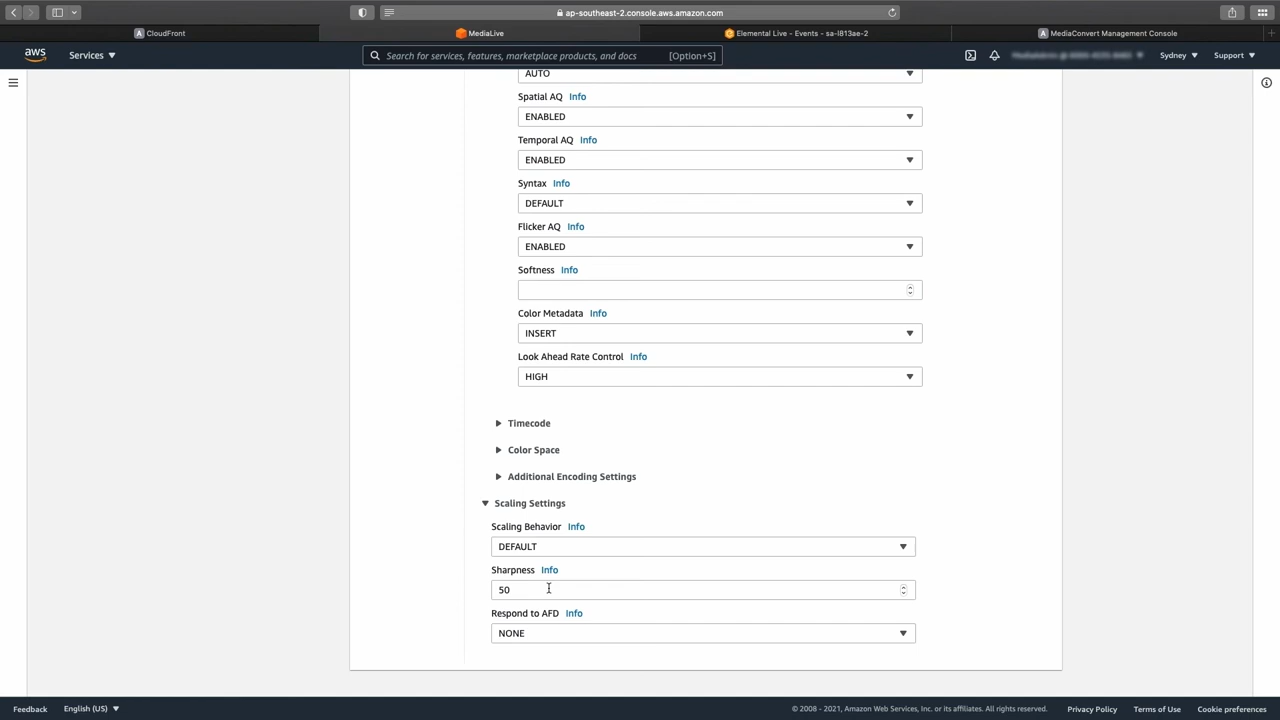 ap-southeast-2.console.aws.amazon.com
CloudFront
MediaLive
Elemental Live - Events - sa-l813ae-2
MediaConvert Management Console
aws
Services
Search for services, features, marketplace products, and docs
[Option+S]
Sydney
Support
AUTO
Spatial AQ Info
ENABLED
Temporal AQ Info
ENABLED
Syntax Info
DEFAULT
Flicker AQ Info
ENABLED
Softness Info
Color Metadata Info
INSERT
Look Ahead Rate Control Info
HIGH
Timecode
Color Space
Additional Encoding Settings
Scaling Settings
Scaling Behavior Info
DEFAULT
Sharpness Info
50
Respond to AFD Info
NONE
Feedback
English (US)
© 2008 - 2021, Amazon Web Services, Inc. or its affiliates. All rights reserved.
Privacy Policy
Terms of Use
Cookie preferences